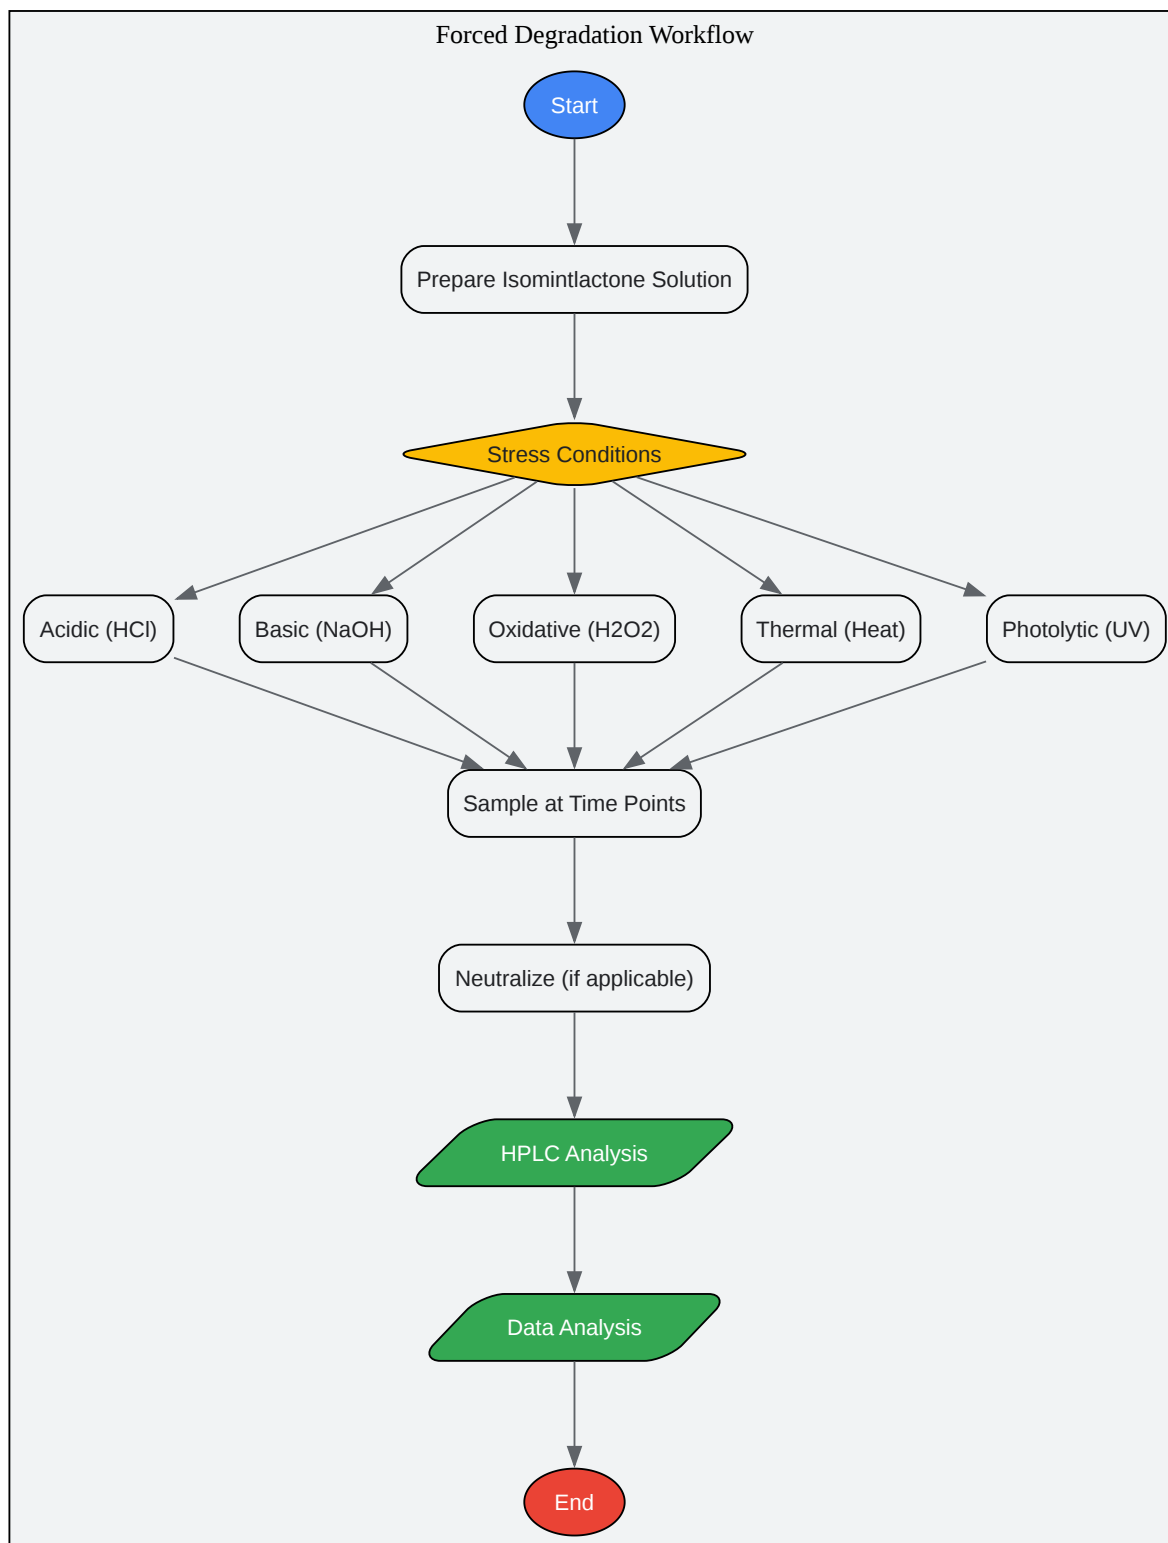 Forced Degradation Workflow
Start
Prepare Isomintlactone Solution
Stress Conditions
Acidic (HCl)
Basic (NaOH)
Oxidative (H2O2)
Thermal (Heat)
Photolytic (UV)
Sample at Time Points
Neutralize (if applicable)
HPLC Analysis
Data Analysis
End